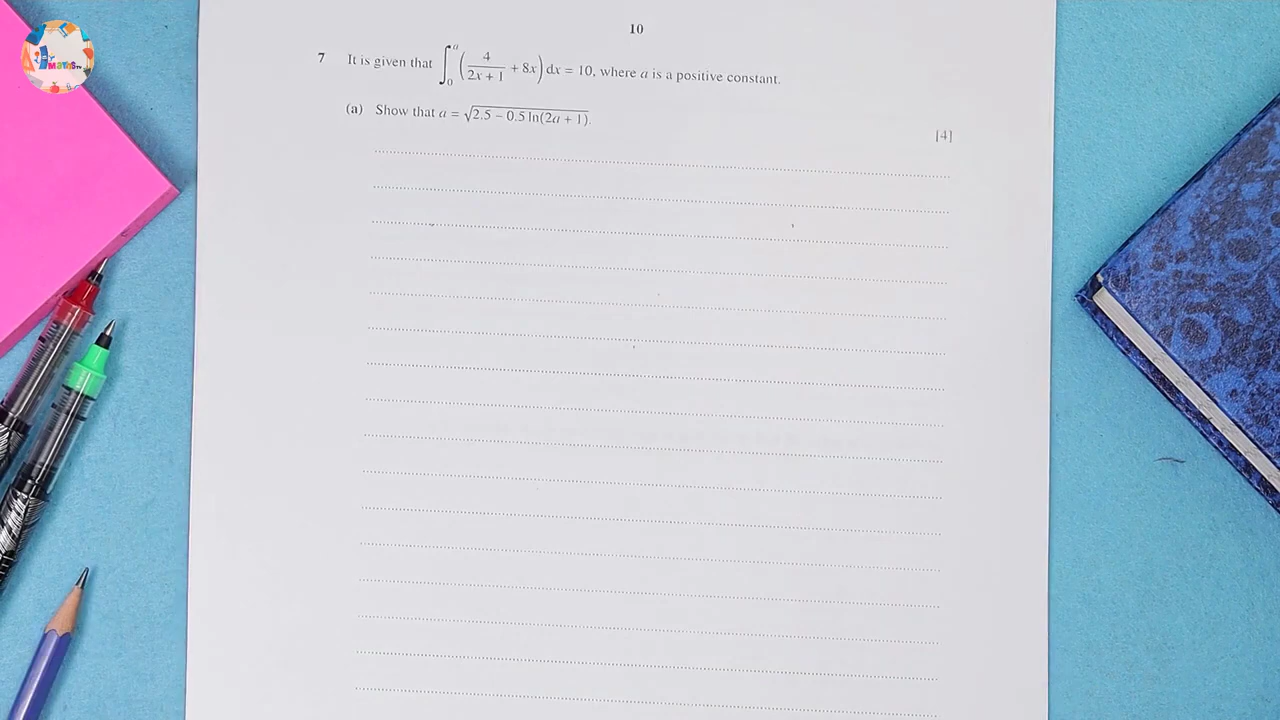 10
7 It is given that ∫₀ᵃ (4/(2x + 1) + 8x) dx = 10, where a is a positive constant.
(a) Show that a = √(2.5 − 0.5 ln(2a + 1)).
[4]